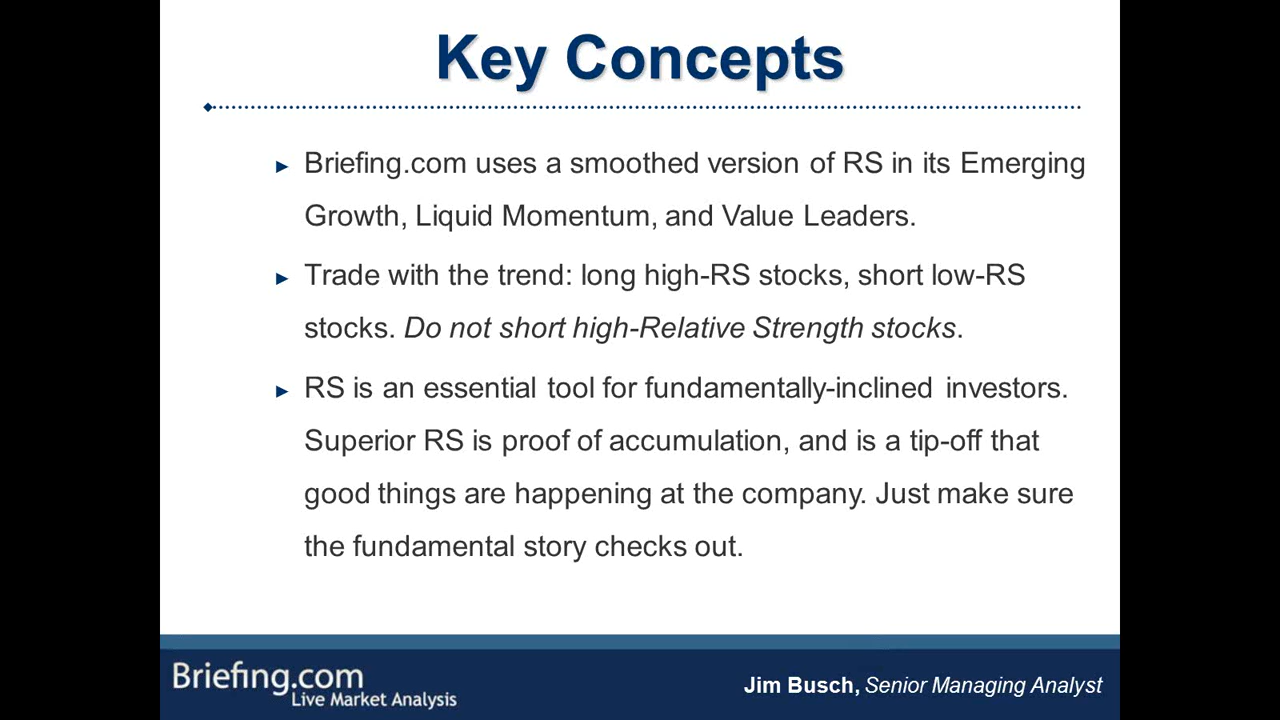 Key Concepts
► Briefing.com uses a smoothed version of RS in its Emerging
Growth, Liquid Momentum, and Value Leaders.
► Trade with the trend: long high-RS stocks, short low-RS
stocks. Do not short high-Relative Strength stocks.
► RS is an essential tool for fundamentally-inclined investors.
Superior RS is proof of accumulation, and is a tip-off that
good things are happening at the company. Just make sure
the fundamental story checks out.
Briefing.com
Live Market Analysis
Jim Busch, Senior Managing Analyst